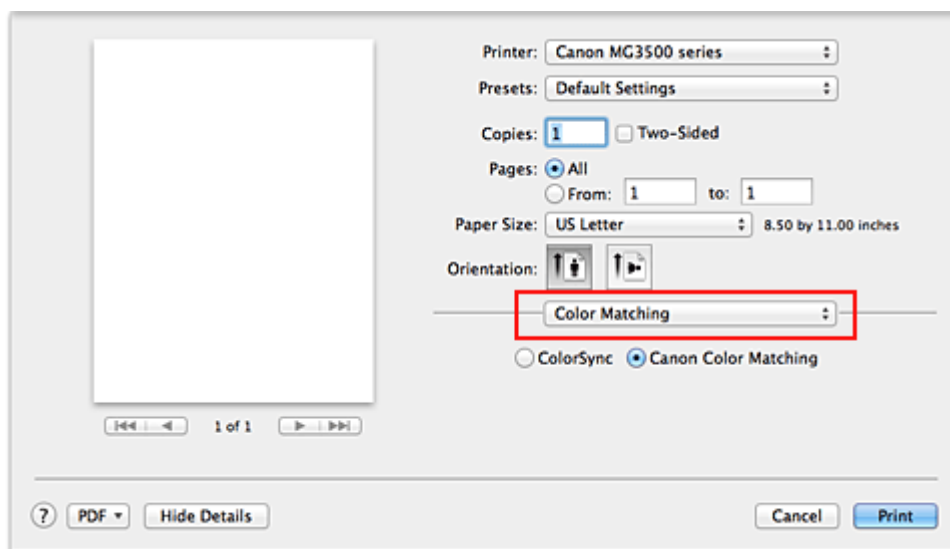 Printer: Canon MG3500 series
Presets: Default Settings
Copies: 1 Two-Sided
Pages: All
From: 1 to: 1
Paper Size: US Letter 8.50 by 11.00 inches
Orientation:
Color Matching
ColorSync Canon Color Matching
1 of 1
? PDF Hide Details Cancel Print